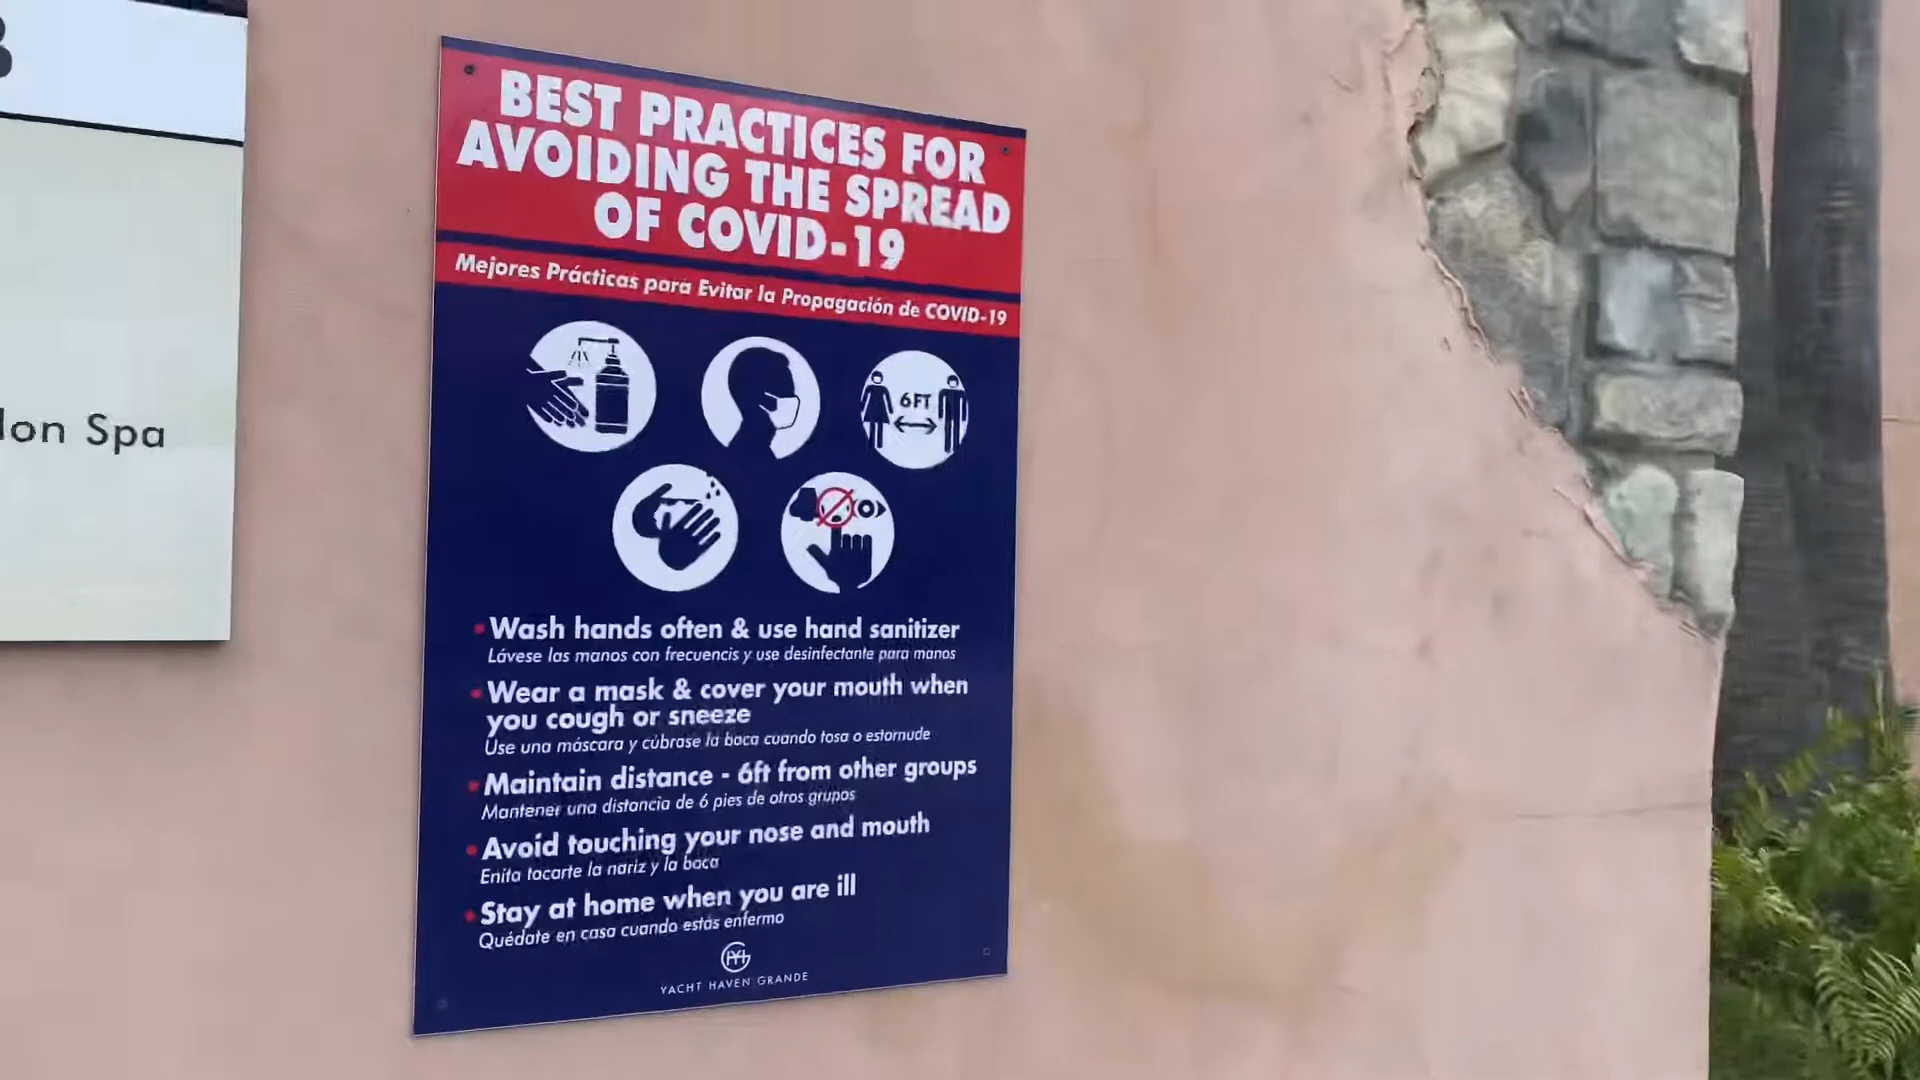 lon Spa
BEST PRACTICES FOR
AVOIDING THE SPREAD
OF COVID-19
Mejores Prácticas para Evitar la Propagación de COVID-19
6FT
• Wash hands often & use hand sanitizer
Lávese las manos con frecuencis y use desinfectante para manos
• Wear a mask & cover your mouth when
you cough or sneeze
Use una máscara y cúbrase la boca cuando tosa o estornude
• Maintain distance - 6ft from other groups
Mantener una distancia de 6 pies de otros grupos
• Avoid touching your nose and mouth
Enita tocarte la nariz y la boca
• Stay at home when you are ill
Quédate en casa cuando estás enfermo
YACHT HAVEN GRANDE